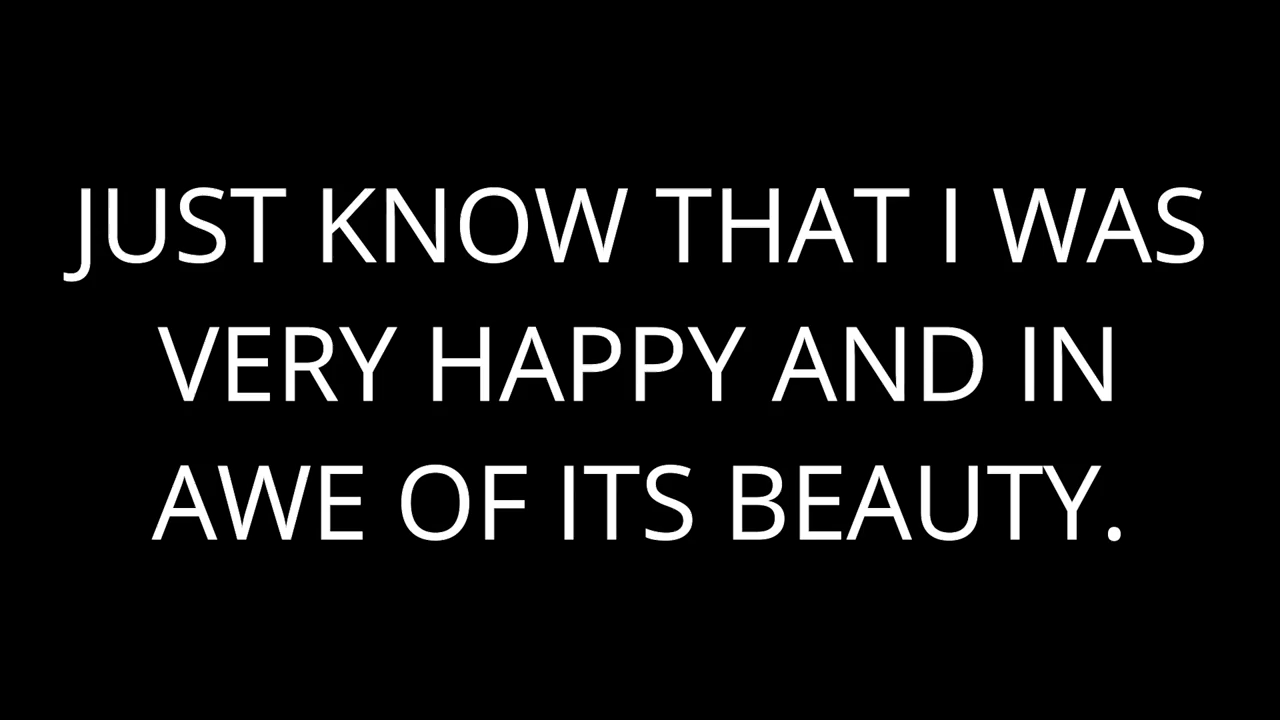 JUST KNOW THAT I WAS
VERY HAPPY AND IN
AWE OF ITS BEAUTY.